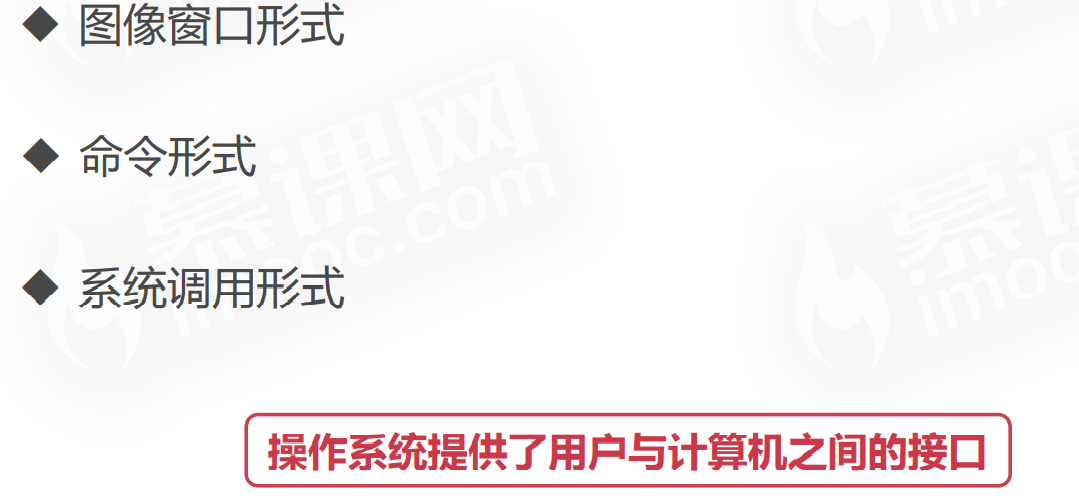 ◆ 图像窗口形式
慕课网
imooc.com
◆ 命令形式
◆ 系统调用形式
操作系统提供了用户与计算机之间的接口